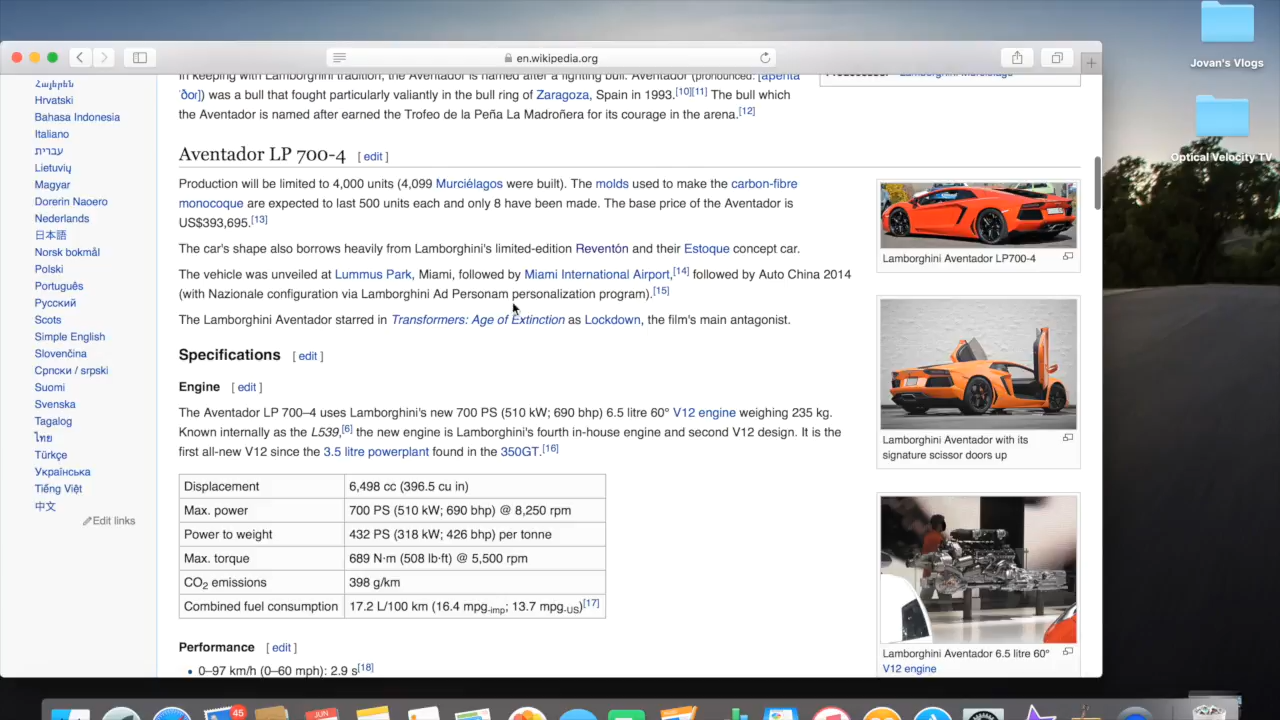 en.wikipedia.org
Jovan's Vlogs
Optical Velocity TV
Հայերեն
Hrvatski
Bahasa Indonesia
Italiano
עברית
Lietuvių
Magyar
Dorerin Naoero
Nederlands
日本語
Norsk bokmål
Polski
Português
Русский
Scots
Simple English
Slovenčina
Српски / srpski
Suomi
Svenska
Tagalog
ไทย
Türkçe
Українська
Tiếng Việt
中文
Edit links
In keeping with Lamborghini tradition, the Aventador is named after a fighting bull. Aventador (pronounced: [aβenta
ˈðoɾ]) was a bull that fought particularly valiantly in the bull ring of Zaragoza, Spain in 1993.[10][11] The bull which
the Aventador is named after earned the Trofeo de la Peña La Madroñera for its courage in the arena.[12]
Aventador LP 700-4 [ edit ]
Production will be limited to 4,000 units (4,099 Murciélagos were built). The molds used to make the carbon-fibre
monocoque are expected to last 500 units each and only 8 have been made. The base price of the Aventador is
US$393,695.[13]
The car's shape also borrows heavily from Lamborghini's limited-edition Reventón and their Estoque concept car.
The vehicle was unveiled at Lummus Park, Miami, followed by Miami International Airport,[14] followed by Auto China 2014
(with Nazionale configuration via Lamborghini Ad Personam personalization program).[15]
The Lamborghini Aventador starred in Transformers: Age of Extinction as Lockdown, the film's main antagonist.
Specifications [ edit ]
Engine [ edit ]
The Aventador LP 700–4 uses Lamborghini's new 700 PS (510 kW; 690 bhp) 6.5 litre 60° V12 engine weighing 235 kg.
Known internally as the L539,[6] the new engine is Lamborghini's fourth in-house engine and second V12 design. It is the
first all-new V12 since the 3.5 litre powerplant found in the 350GT.[16]
Displacement 6,498 cc (396.5 cu in)
Max. power 700 PS (510 kW; 690 bhp) @ 8,250 rpm
Power to weight 432 PS (318 kW; 426 bhp) per tonne
Max. torque 689 N·m (508 lb·ft) @ 5,500 rpm
CO2 emissions 398 g/km
Combined fuel consumption 17.2 L/100 km (16.4 mpg-imp; 13.7 mpg-US)[17]
Performance [ edit ]
• 0–97 km/h (0–60 mph): 2.9 s[18]
Lamborghini Aventador LP700-4
Lamborghini Aventador with its
signature scissor doors up
Lamborghini Aventador 6.5 litre 60°
V12 engine
45
JUN